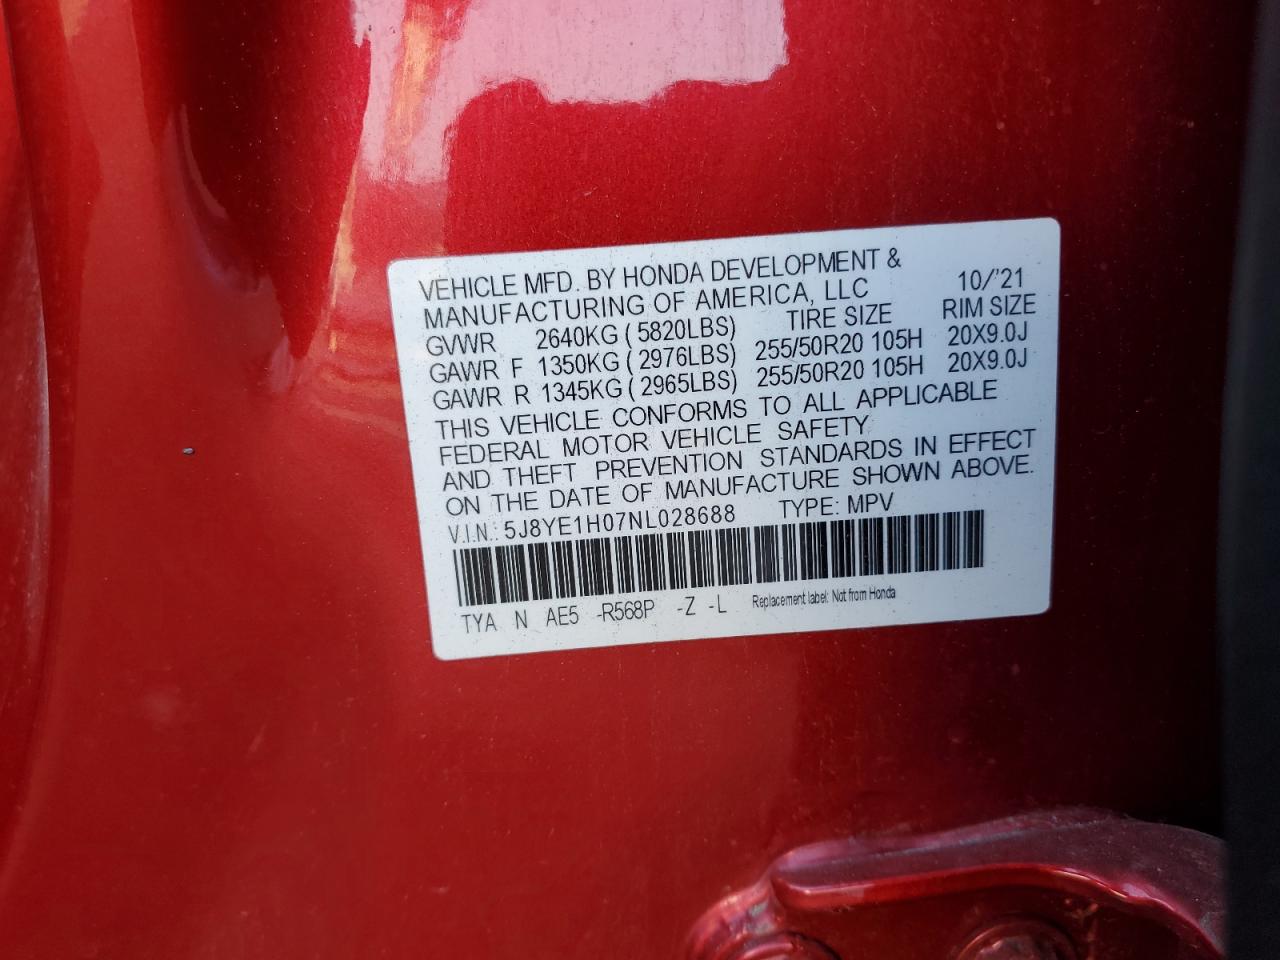 VEHICLE MFD. BY HONDA DEVELOPMENT & 10/'21
MANUFACTURING OF AMERICA, LLC
TIRE SIZE RIM SIZE
GVWR 2640KG ( 5820LBS)
GAWR F 1350KG ( 2976LBS) 255/50R20 105H 20X9.0J
GAWR R 1345KG ( 2965LBS) 255/50R20 105H 20X9.0J
THIS VEHICLE CONFORMS TO ALL APPLICABLE
FEDERAL MOTOR VEHICLE SAFETY
AND THEFT PREVENTION STANDARDS IN EFFECT
ON THE DATE OF MANUFACTURE SHOWN ABOVE.
V.I.N.: 5J8YE1H07NL028688 TYPE: MPV
TYA N AE5 -R568P -Z -L Replacement label: Not from Honda